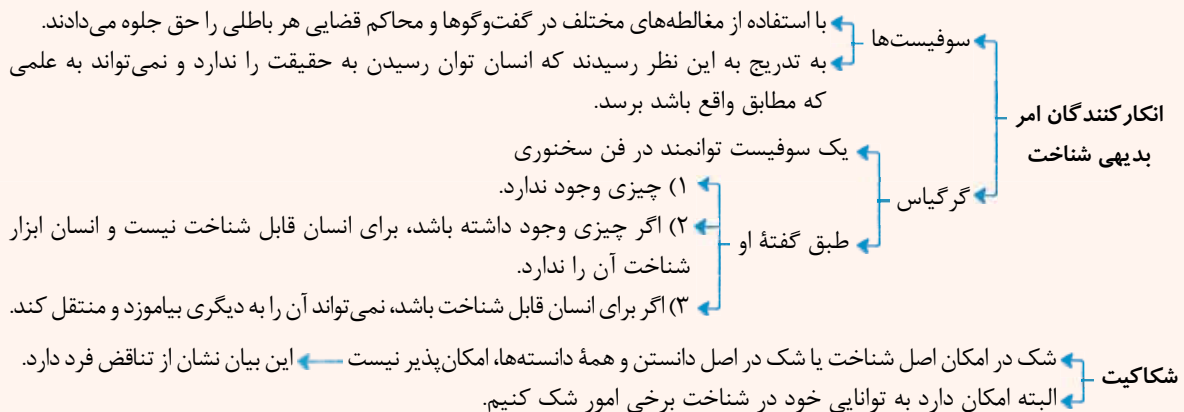 انکارکنندگان امر
بدیهی شناخت
سوفیست‌ها
با استفاده از مغالطه‌های مختلف در گفت‌وگوها و محاکم قضایی هر باطلی را حق جلوه می‌دادند.
به تدریج به این نظر رسیدند که انسان توان رسیدن به حقیقت را ندارد و نمی‌تواند به علمی
که مطابق واقع باشد برسد.
گرگیاس
یک سوفیست توانمند در فن سخنوری
طبق گفتهٔ او
۱) چیزی وجود ندارد.
۲) اگر چیزی وجود داشته باشد، برای انسان قابل شناخت نیست و انسان ابزار
شناخت آن را ندارد.
۳) اگر برای انسان قابل شناخت باشد، نمی‌تواند آن را به دیگری بیاموزد و منتقل کند.
شکاکیت
شک در امکان اصل شناخت یا شک در اصل دانستن و همهٔ دانسته‌ها، امکان‌پذیر نیست این بیان نشان از تناقض فرد دارد.
البته امکان دارد به توانایی خود در شناخت برخی امور شک کنیم.